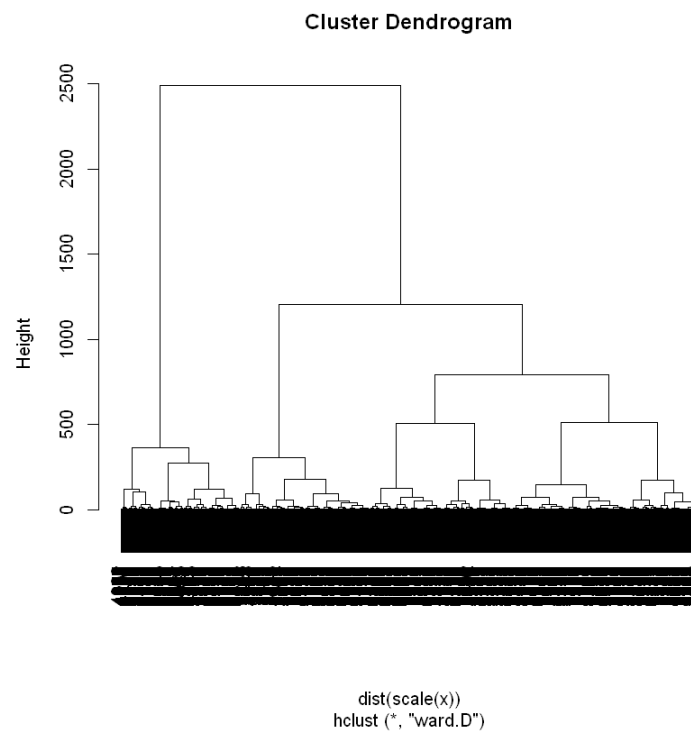 Cluster Dendrogram
Height
2500
2000
1500
1000
500
0
dist(scale(x))
hclust (*, "ward.D")